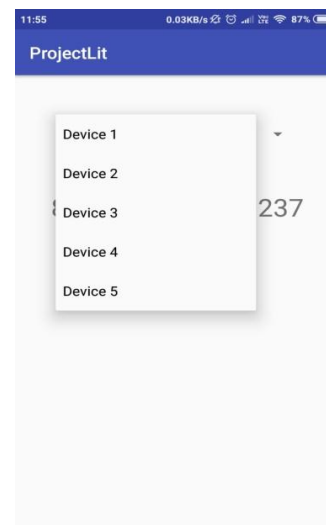 11:55 0.03KB/s 87%
ProjectLit
Device 1
Device 2
Device 3
237
Device 4
Device 5